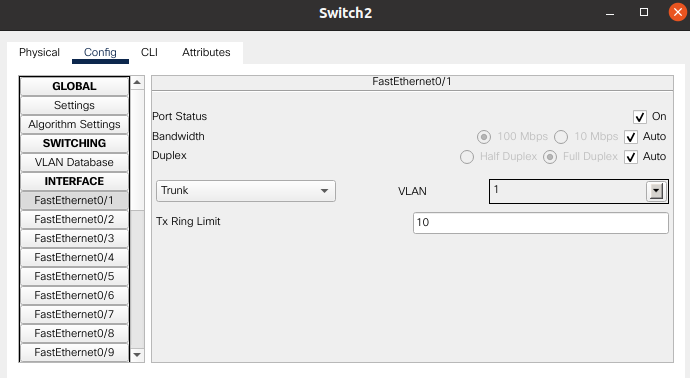 Switch2
Physical Config CLI Attributes
GLOBAL
Settings
Algorithm Settings
SWITCHING
VLAN Database
INTERFACE
FastEthernet0/1
FastEthernet0/2
FastEthernet0/3
FastEthernet0/4
FastEthernet0/5
FastEthernet0/6
FastEthernet0/7
FastEthernet0/8
FastEthernet0/9
FastEthernet0/1
Port Status On
Bandwidth 100 Mbps 10 Mbps Auto
Duplex Half Duplex Full Duplex Auto
Trunk VLAN 1
Tx Ring Limit 10